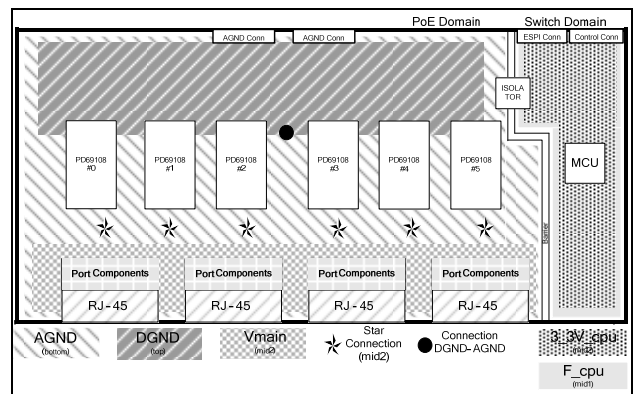 PoE Domain
Switch Domain
AGND Conn
AGND Conn
ESPI Conn
Control Conn
ISOLA
TOR
PD69108
#0
PD69108
#1
PD69108
#2
PD69108
#3
PD69108
#4
PD69108
#5
MCU
Barrier
Port Components
Port Components
Port Components
Port Components
RJ-45
RJ-45
RJ-45
RJ-45
AGND
(bottom)
DGND
(top)
Vmain
(mid2)
Star
Connection
(mid2)
Connection
DGND-AGND
3_3V_cpu
F_cpu
(mid1)